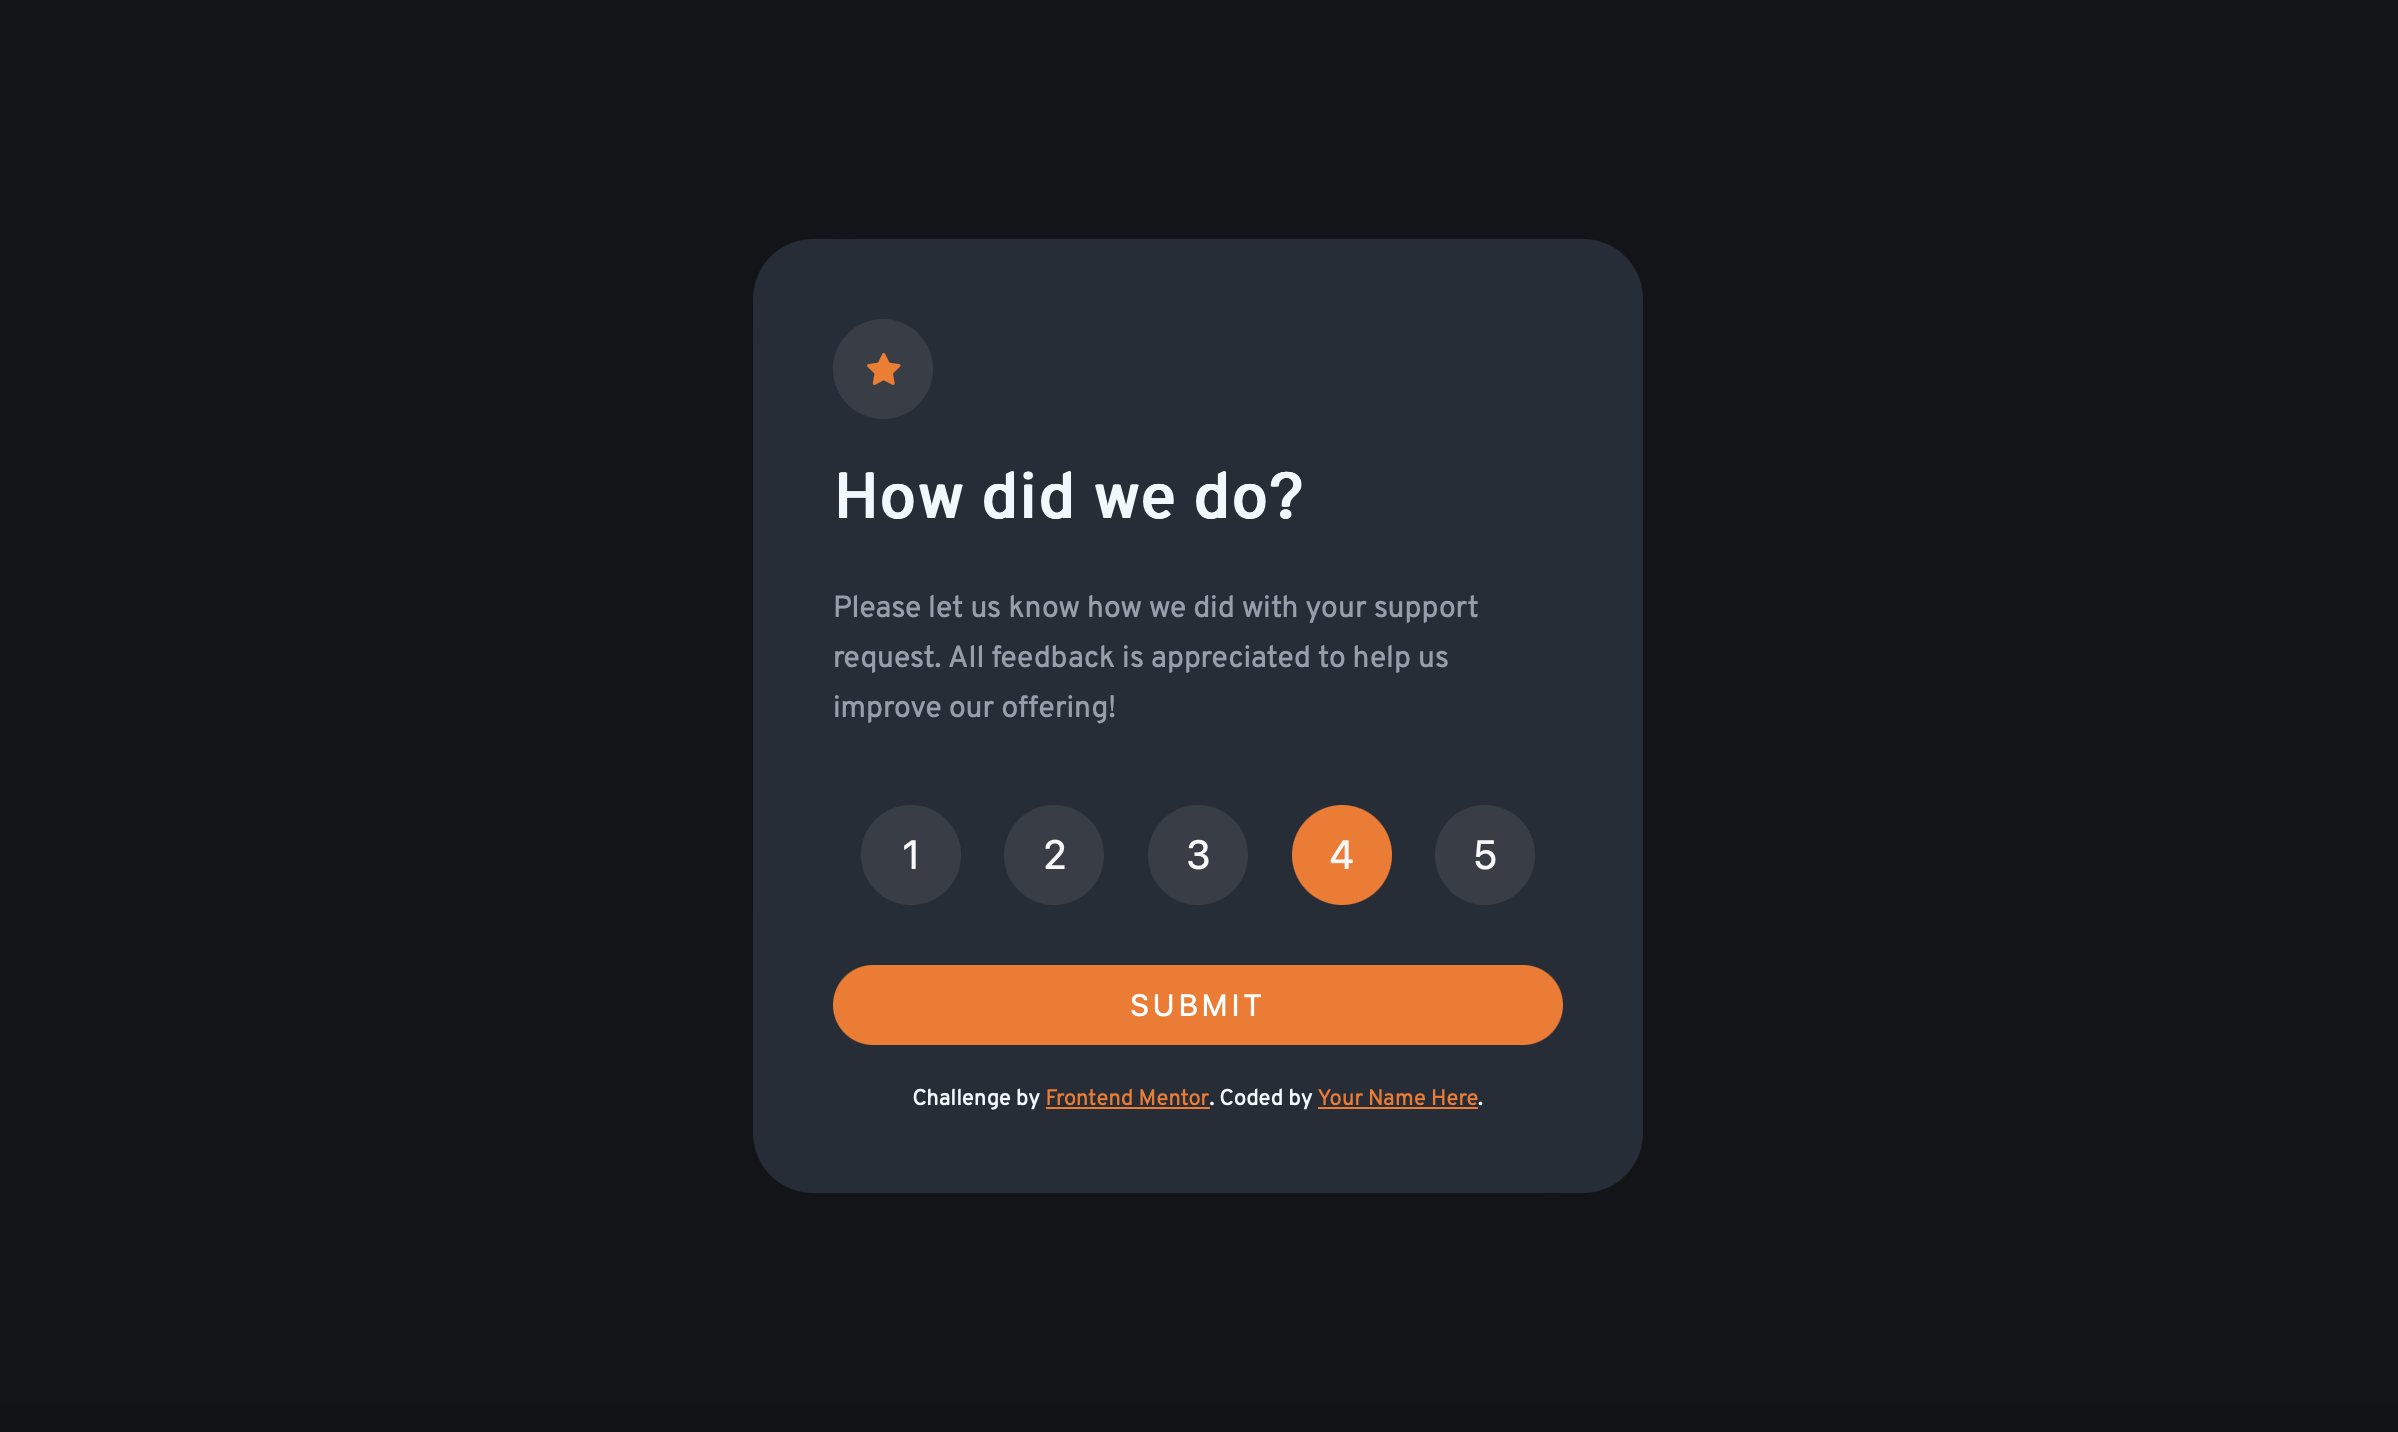 How did we do?
Please let us know how we did with your support
request. All feedback is appreciated to help us
improve our offering!
1 2 3 4 5
SUBMIT
Challenge by Frontend Mentor. Coded by Your Name Here.